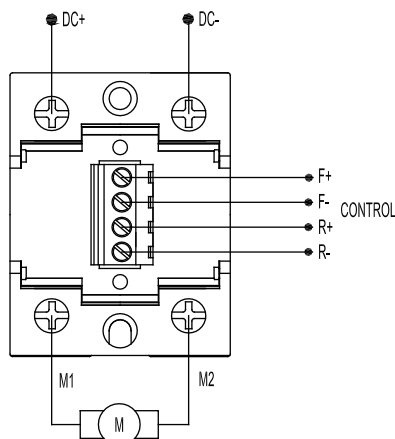 DC+ DC-
F+
F-
CONTROL
R+
R-
M1 M2
M